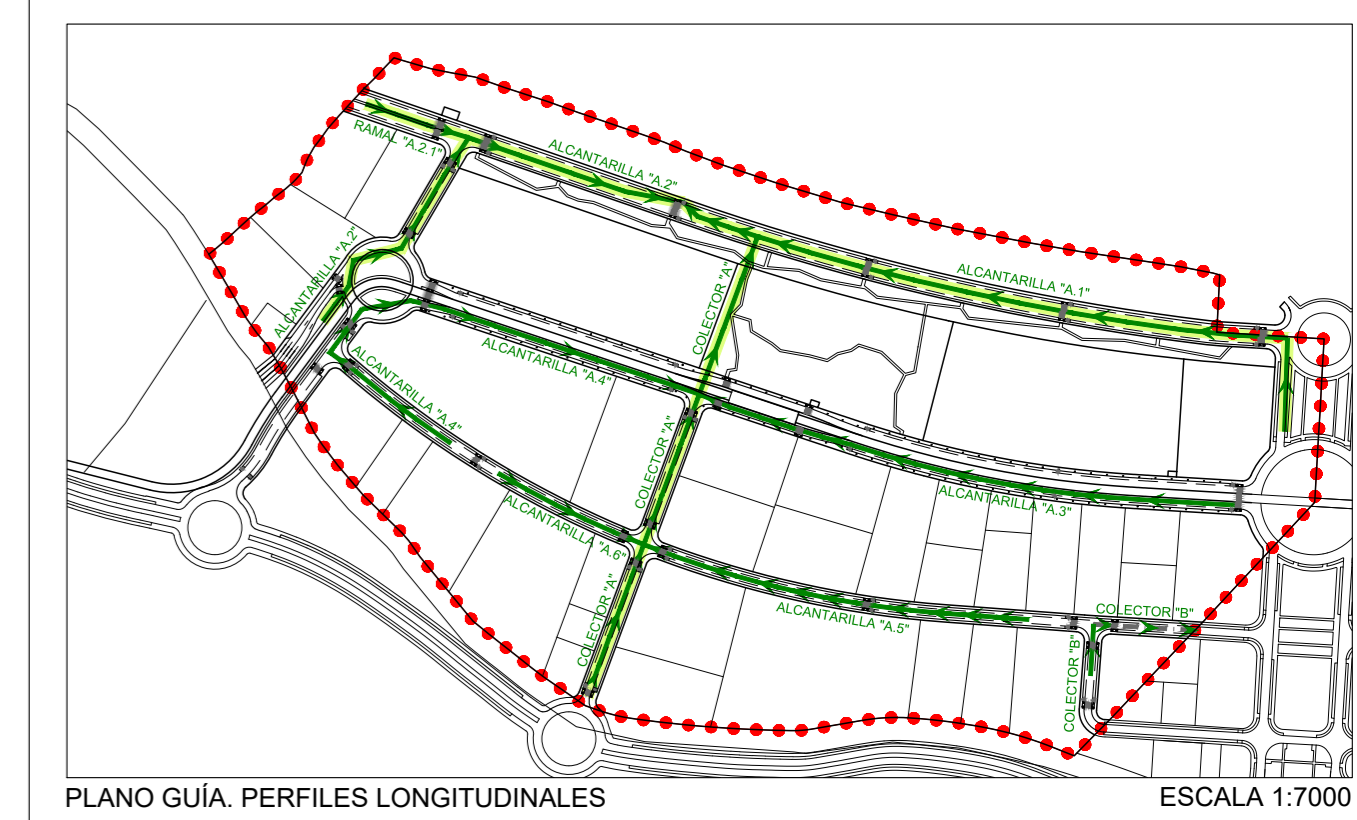 RAMAL "A.2.1"
ALCANTARILLA "A.2"
ALCANTARILLA "A.1"
ALCANTARILLA "A.2"
COLECTOR "A"
ALCANTARILLA "A.4"
ALCANTARILLA "A.4"
COLECTOR "A"
ALCANTARILLA "A.3"
ALCANTARILLA "A.6"
COLECTOR "A"
ALCANTARILLA "A.5"
COLECTOR "B"
COLECTOR "B"
PLANO GUÍA. PERFILES LONGITUDINALES
ESCALA 1:7000